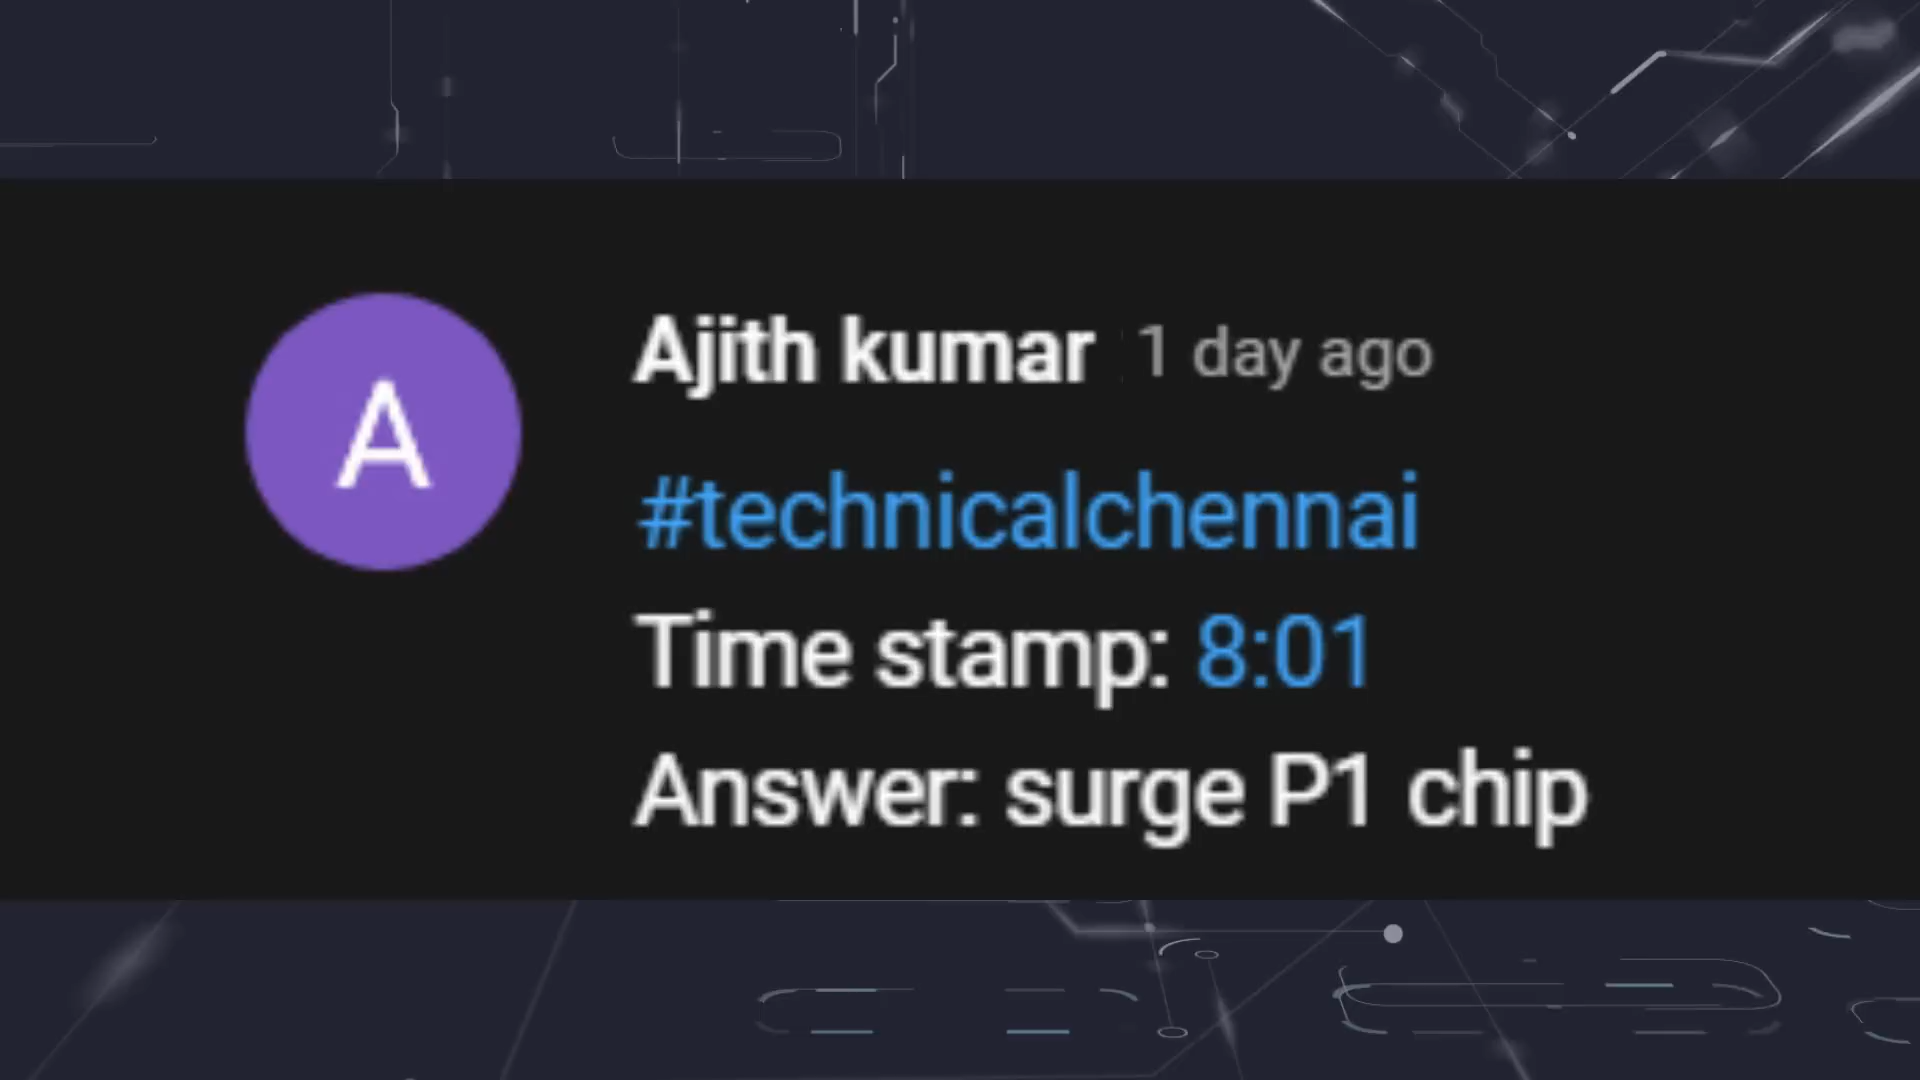 A
Ajith kumar 1 day ago
#technicalchennai
Time stamp: 8:01
Answer: surge P1 chip